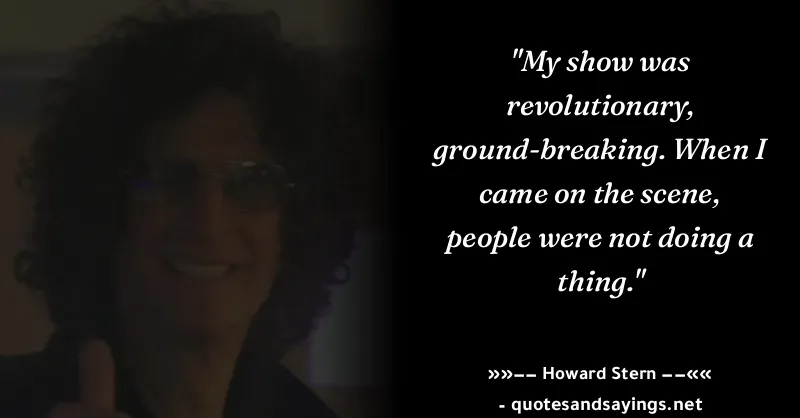 "My show was
revolutionary,
ground-breaking. When I
came on the scene,
people were not doing a
thing."
»»−− Howard Stern −−««
- quotesandsayings.net